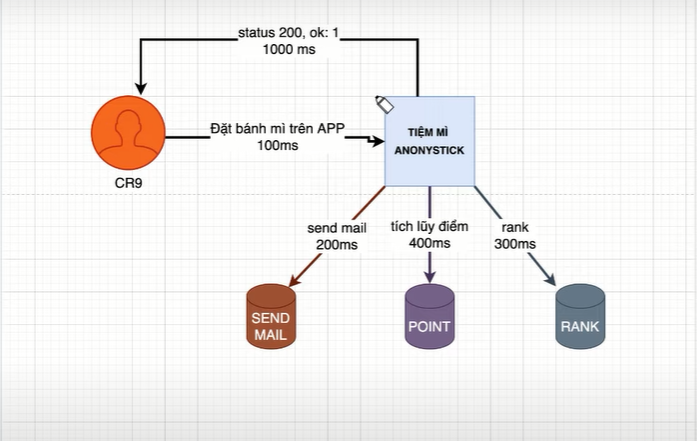 status 200, ok: 1
1000 ms
Đặt bánh mì trên APP
100ms
TIỆM MÌ
ANONYSTICK
CR9
send mail
200ms
tích lũy điểm
400ms
rank
300ms
SEND
MAIL
POINT
RANK